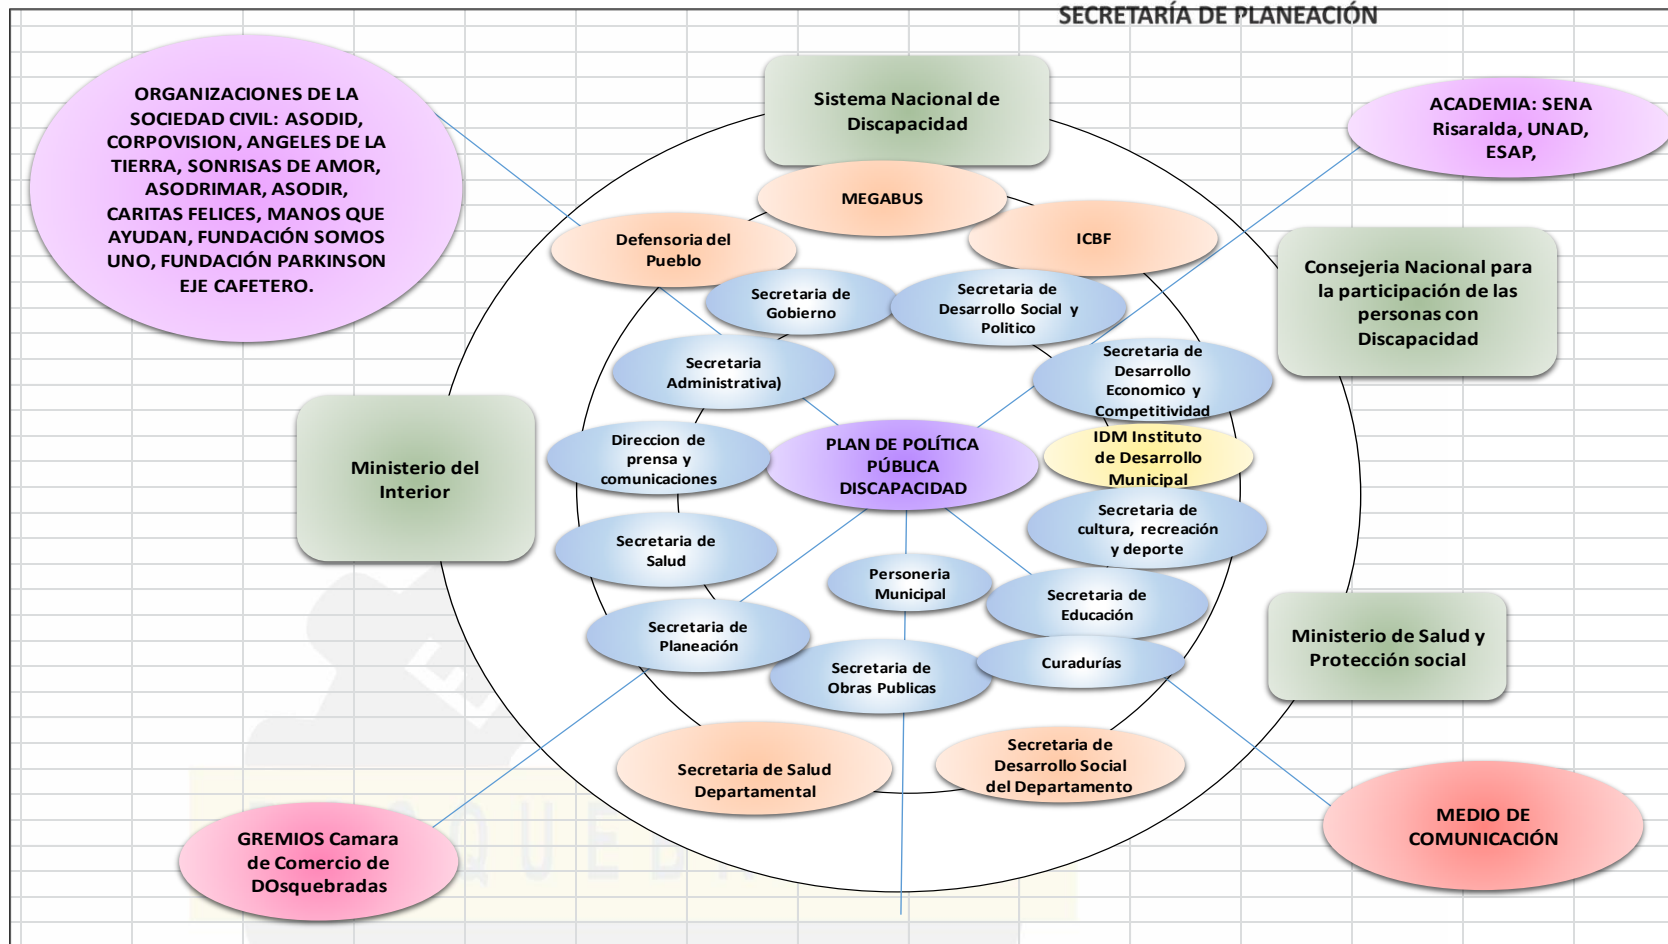 SECRETARÍA DE PLANEACIÓN
ORGANIZACIONES DE LA
SOCIEDAD CIVIL: ASODID,
CORPOVISION, ANGELES DE LA
TIERRA, SONRISAS DE AMOR,
ASODRIMAR, ASODIR,
CARITAS FELICES, MANOS QUE
AYUDAN, FUNDACIÓN SOMOS
UNO, FUNDACIÓN PARKINSON
EJE CAFETERO.
Sistema Nacional de
Discapacidad
ACADEMIA: SENA
Risaralda, UNAD,
ESAP,
MEGABUS
Defensoria del
Pueblo
ICBF
Consejeria Nacional para
la participación de las
personas con
Discapacidad
Secretaria de
Gobierno
Secretaria de
Desarrollo Social y
Politico
Secretaria
Administrativa)
Secretaria de
Desarrollo
Economico y
Competitividad
Ministerio del
Interior
Direccion de
prensa y
comunicaciones
PLAN DE POLÍTICA
PÚBLICA
DISCAPACIDAD
IDM Instituto
de Desarrollo
Municipal
Secretaria de
cultura, recreación
y deporte
Secretaria de
Salud
Personeria
Municipal
Secretaria de
Educación
Secretaria de
Planeación
Secretaria de
Obras Publicas
Curadurías
Ministerio de Salud y
Protección social
Secretaria de Salud
Departamental
Secretaria de
Desarrollo Social
del Departamento
GREMIOS Camara
de Comercio de
DOsquebradas
MEDIO DE
COMUNICACIÓN